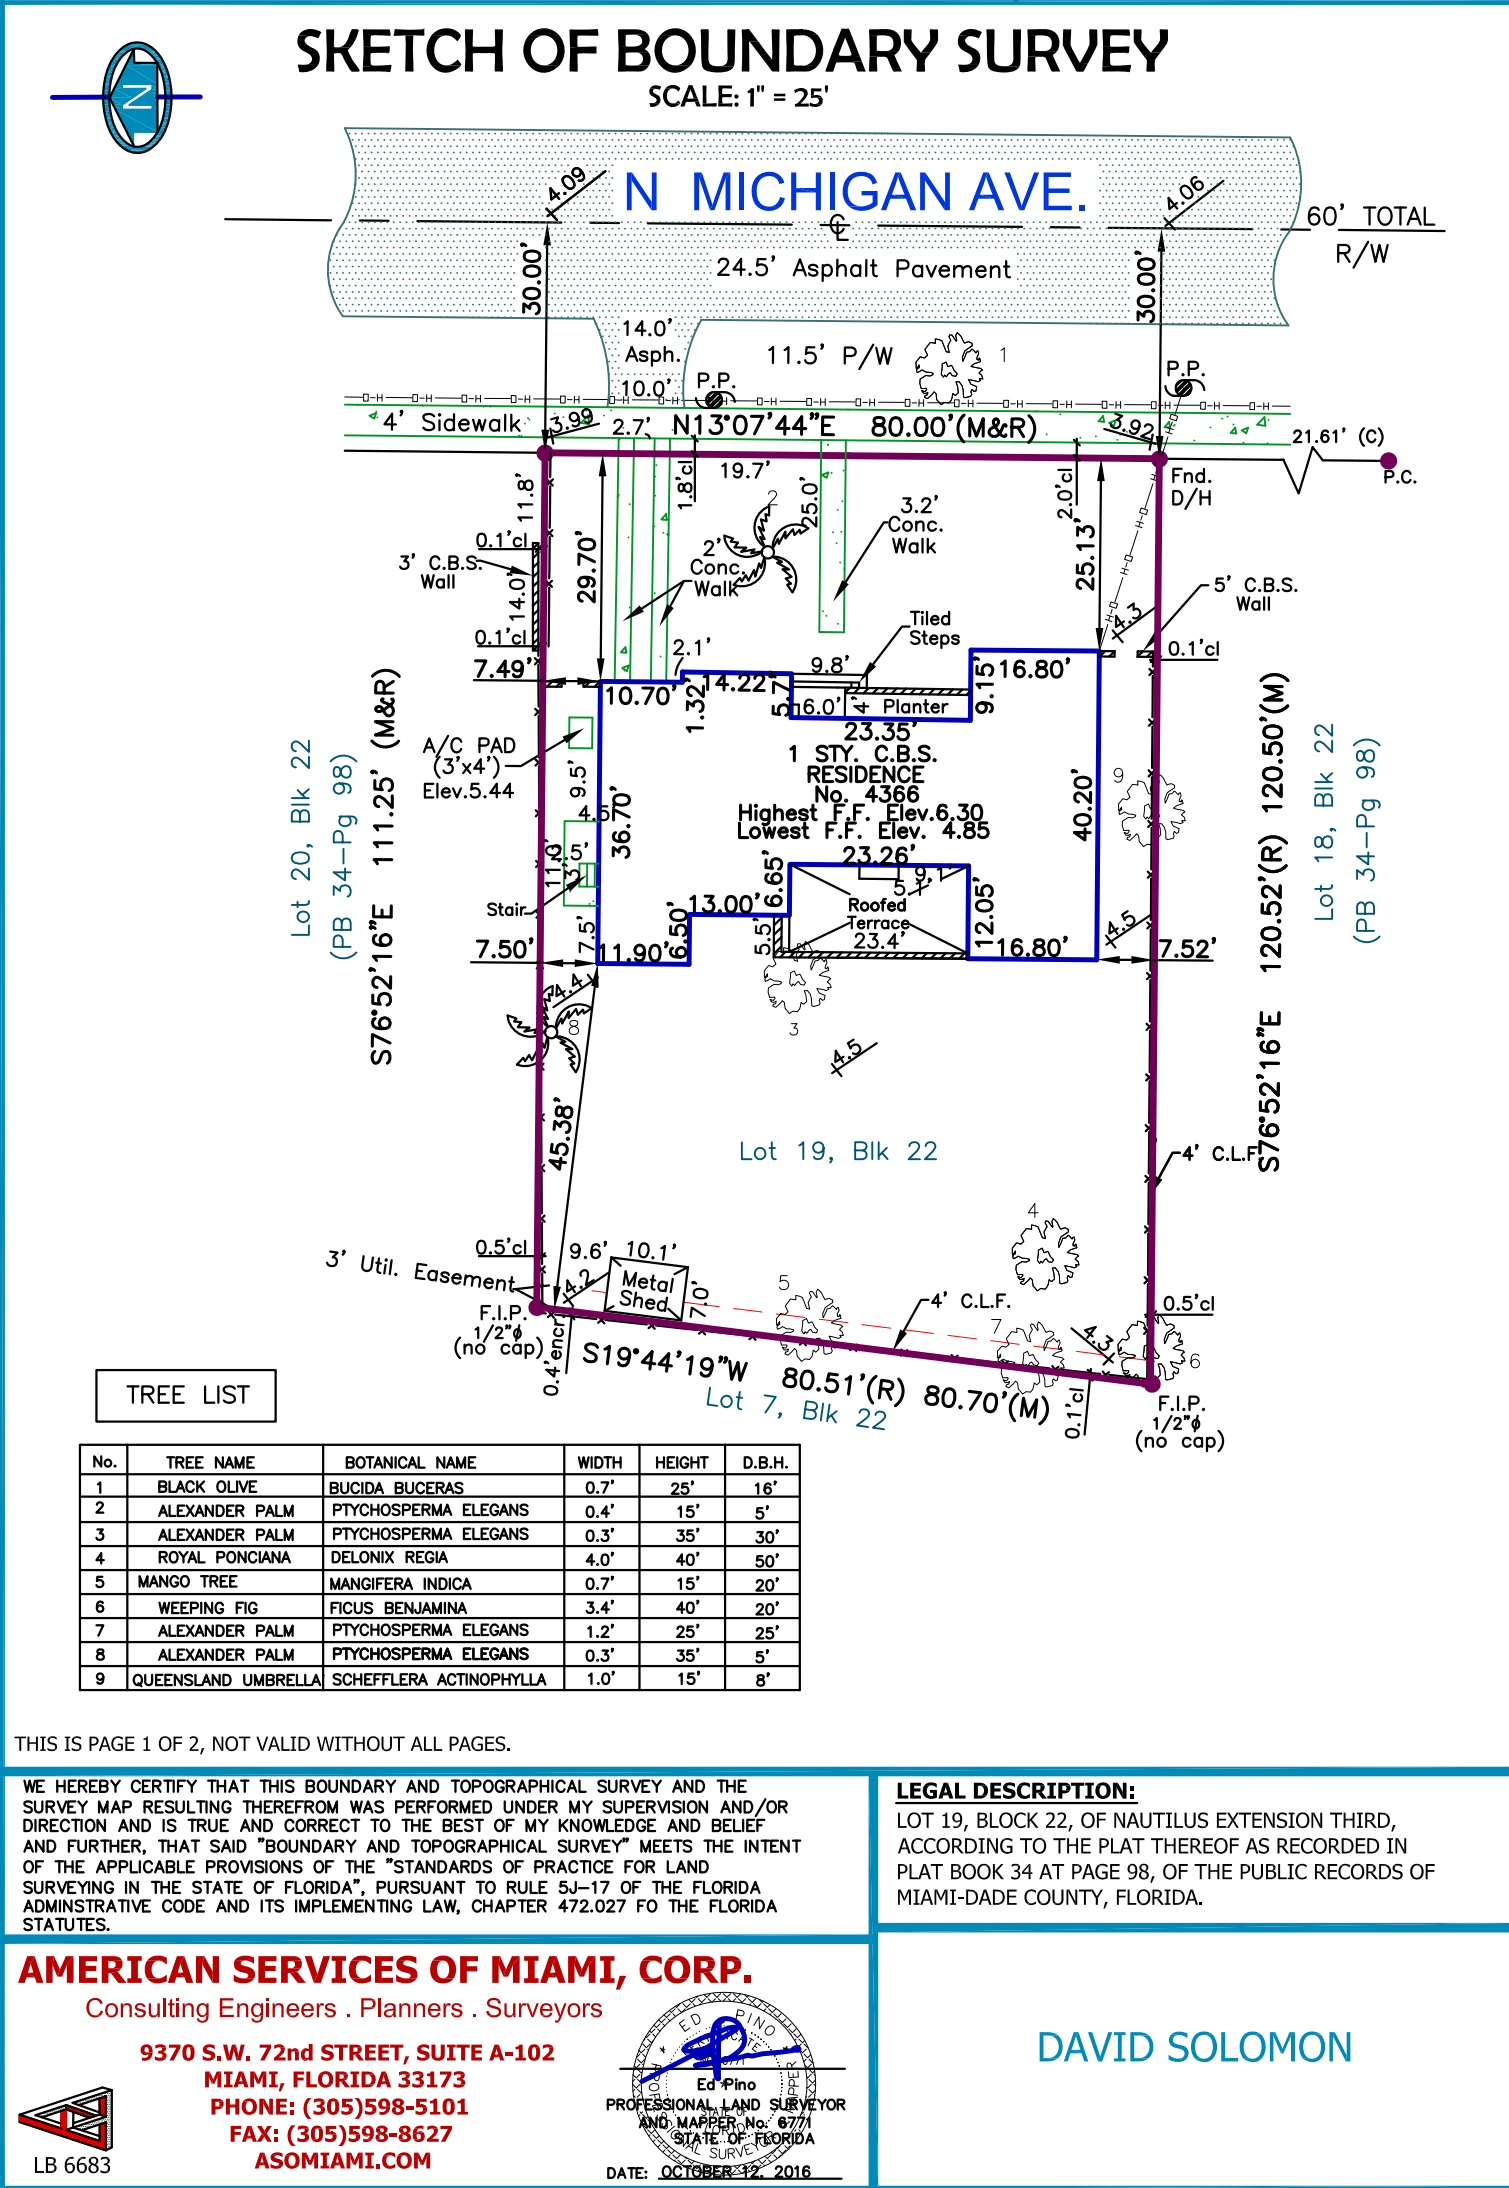 SKETCH OF BOUNDARY SURVEY
SCALE: 1" = 25'
N
N MICHIGAN AVE.
4.09
4.06
60' TOTAL
R/W
30.00'
30.00'
24.5' Asphalt Pavement
14.0'
Asph.
10.0'
11.5' P/W
1
P.P.
P.P.
4' Sidewalk
3.99
2.7'
N13°07'44"E 80.00'(M&R)
3.92
21.61' (C)
P.C.
Fnd.
D/H
11.8'
1.8'cl
19.7'
2
25.0'
2.0'cl
0.1'cl
3' C.B.S.
Wall
14.0'
0.1'cl
29.70'
2'
Conc.
Walk
3.2'
Conc.
Walk
25.13'
4.3
5' C.B.S.
Wall
0.1'cl
Tiled
Steps
2.1'
7.49'
10.70'
1.32'
14.22'
9.8'
5.7'
6.0'
4'
Planter
9.15'
16.80'
23.35'
1 STY. C.B.S.
RESIDENCE
No. 4366
Highest F.F. Elev.6.30
Lowest F.F. Elev. 4.85
A/C PAD
(3'x4')
Elev.5.44
9.5'
4.5'
36.70'
11.0'
2.5'
3'
Stair
7.5'
40.20'
9
23.26'
6.65'
5.1'
9.1'
Roofed
Terrace
23.4'
12.05'
13.00'
6.50'
5.5'
7.50'
11.90'
16.80'
4.5
7.52'
4.4
8
3
4.5
S76°52'16"E 111.25' (M&R)
Lot 20, Blk 22
(PB 34-Pg 98)
S76°52'16"E 120.52'(R) 120.50'(M)
Lot 18, Blk 22
(PB 34-Pg 98)
45.38'
Lot 19, Blk 22
4' C.L.F.
4
0.5'cl
3' Util. Easement
9.6'
10.1'
4.2
Metal
Shed
7.0'
5
4' C.L.F.
7
4.3
0.5'cl
6
F.I.P.
1/2"ø
(no cap)
0.4'encr
S19°44'19"W 80.51'(R) 80.70'(M)
Lot 7, Blk 22
0.1'cl
F.I.P.
1/2"ø
(no cap)
TREE LIST
No. TREE NAME BOTANICAL NAME WIDTH HEIGHT D.B.H.
1 BLACK OLIVE BUCIDA BUCERAS 0.7' 25' 16'
2 ALEXANDER PALM PTYCHOSPERMA ELEGANS 0.4' 15' 5'
3 ALEXANDER PALM PTYCHOSPERMA ELEGANS 0.3' 35' 30'
4 ROYAL PONCIANA DELONIX REGIA 4.0' 40' 50'
5 MANGO TREE MANGIFERA INDICA 0.7' 15' 20'
6 WEEPING FIG FICUS BENJAMINA 3.4' 40' 20'
7 ALEXANDER PALM PTYCHOSPERMA ELEGANS 1.2' 25' 25'
8 ALEXANDER PALM PTYCHOSPERMA ELEGANS 0.3' 35' 5'
9 QUEENSLAND UMBRELLA SCHEFFLERA ACTINOPHYLLA 1.0' 15' 8'
THIS IS PAGE 1 OF 2, NOT VALID WITHOUT ALL PAGES.
WE HEREBY CERTIFY THAT THIS BOUNDARY AND TOPOGRAPHICAL SURVEY AND THE
SURVEY MAP RESULTING THEREFROM WAS PERFORMED UNDER MY SUPERVISION AND/OR
DIRECTION AND IS TRUE AND CORRECT TO THE BEST OF MY KNOWLEDGE AND BELIEF
AND FURTHER, THAT SAID "BOUNDARY AND TOPOGRAPHICAL SURVEY" MEETS THE INTENT
OF THE APPLICABLE PROVISIONS OF THE "STANDARDS OF PRACTICE FOR LAND
SURVEYING IN THE STATE OF FLORIDA", PURSUANT TO RULE 5J-17 OF THE FLORIDA
ADMINSTRATIVE CODE AND ITS IMPLEMENTING LAW, CHAPTER 472.027 FO THE FLORIDA
STATUTES.
LEGAL DESCRIPTION:
LOT 19, BLOCK 22, OF NAUTILUS EXTENSION THIRD,
ACCORDING TO THE PLAT THEREOF AS RECORDED IN
PLAT BOOK 34 AT PAGE 98, OF THE PUBLIC RECORDS OF
MIAMI-DADE COUNTY, FLORIDA.
AMERICAN SERVICES OF MIAMI, CORP.
Consulting Engineers . Planners . Surveyors
9370 S.W. 72nd STREET, SUITE A-102
MIAMI, FLORIDA 33173
PHONE: (305)598-5101
FAX: (305)598-8627
ASOMIAMI.COM
LB 6683
ED PINO
Ed Pino
PROFESSIONAL LAND SURVEYOR
AND MAPPER No. 6771
STATE OF FLORIDA
DATE: OCTOBER 12, 2016
DAVID SOLOMON